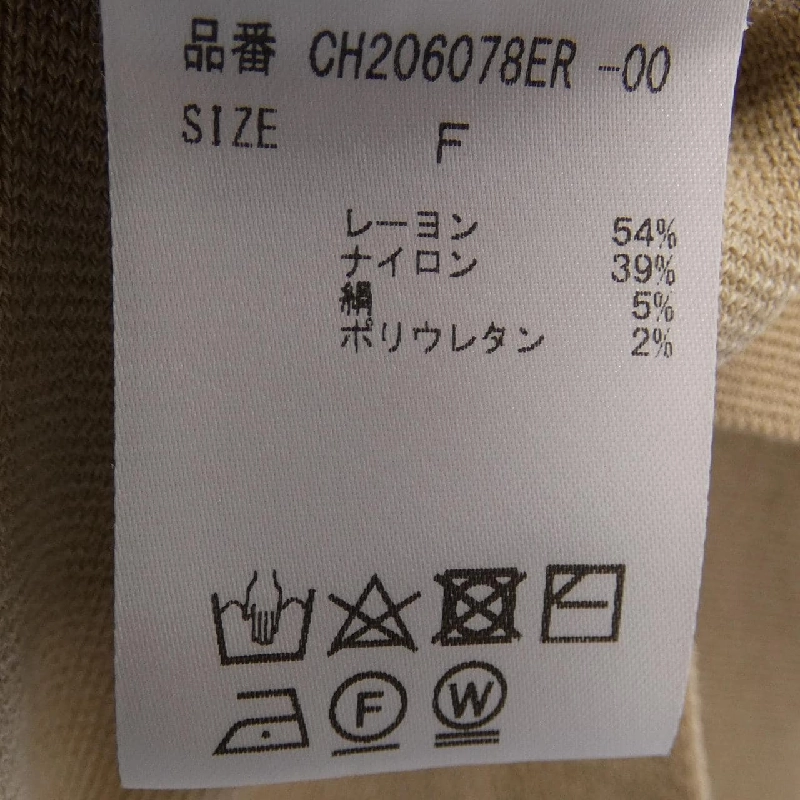 品番 CH206078ER -00
SIZE F
レーヨン 54%
ナイロン 39%
絹 5%
ポリウレタン 2%
F W